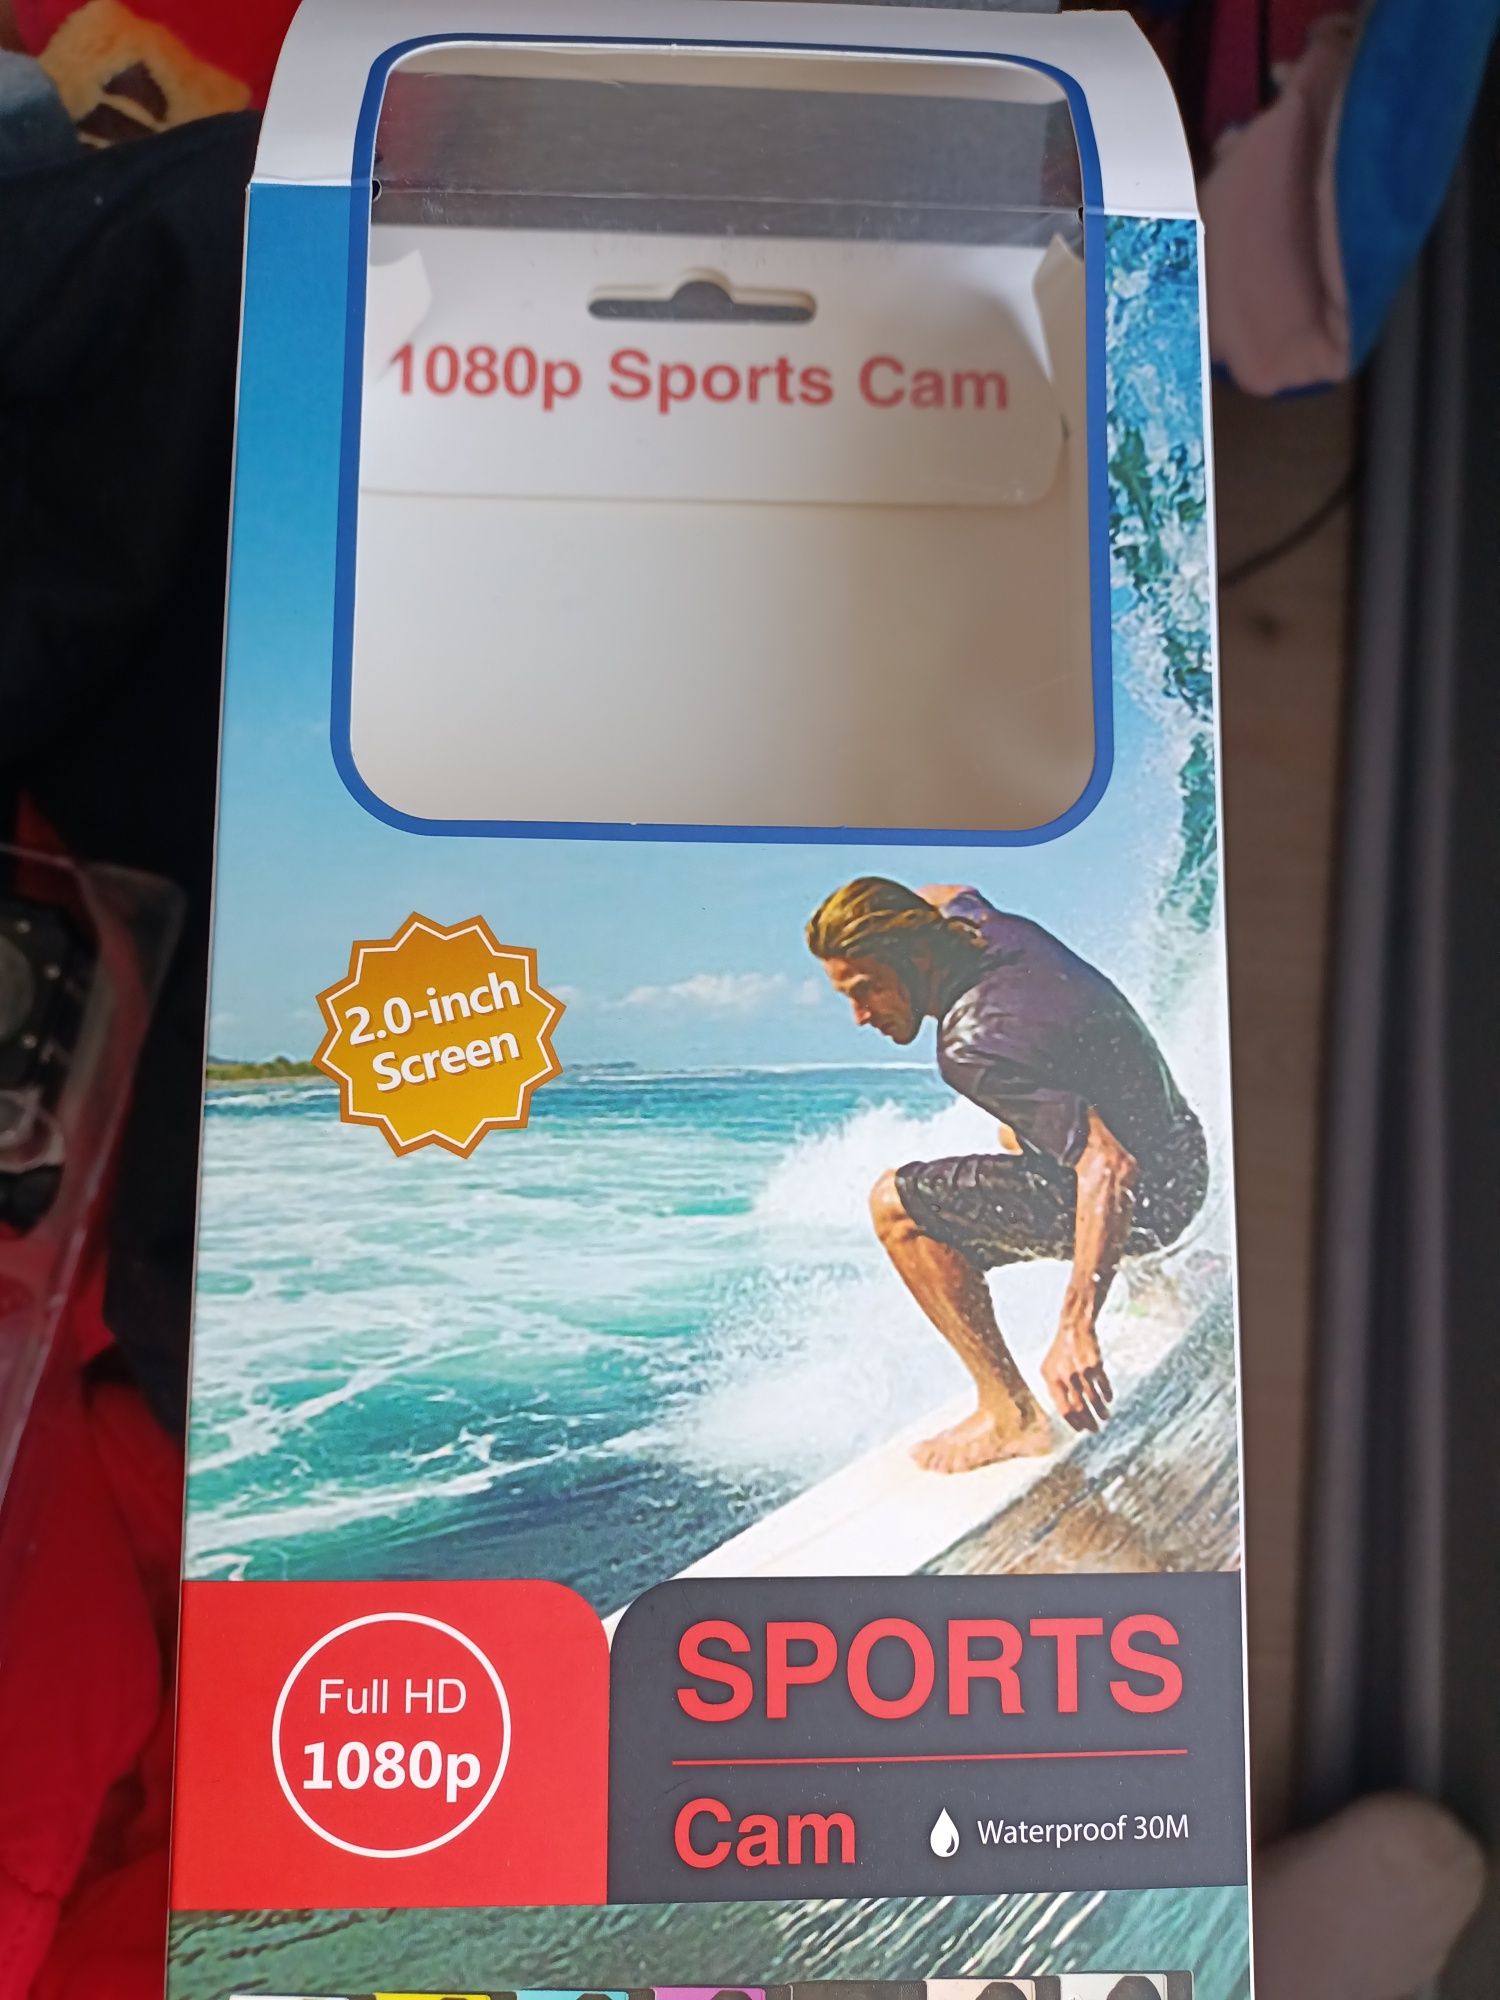 1080p Sports Cam
2.0-inch
Screen
Full HD
1080p
SPORTS
Cam
Waterproof 30M